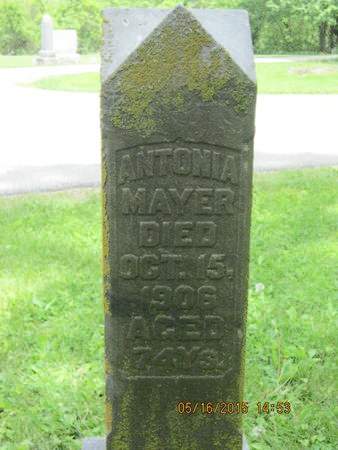 ANTONIA
MAYER
DIED
OCT. 15,
1906
AGED
74 YS.
05/16/2015 14:53